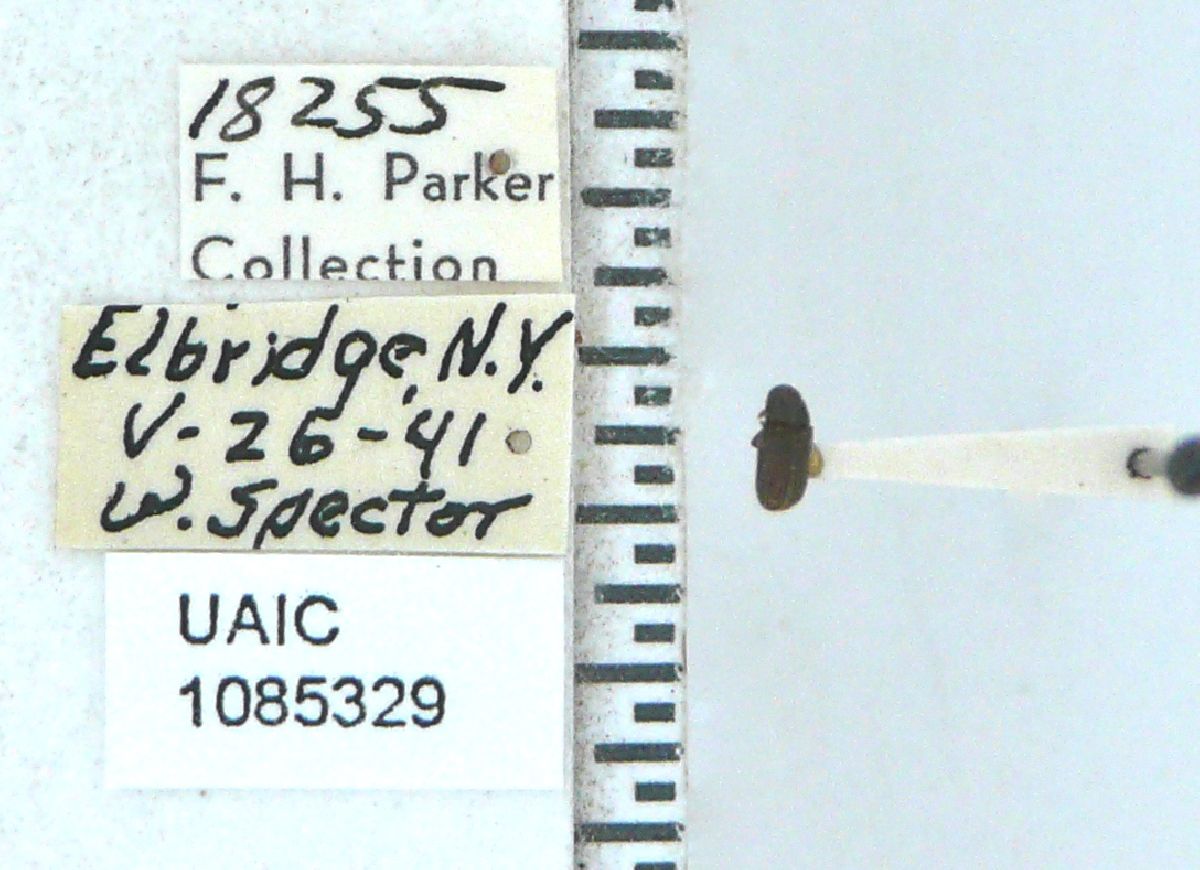 18255
F. H. Parker
Collection
Elbridge, N.Y.
V-26-41
W. Spector
UAIC
1085329